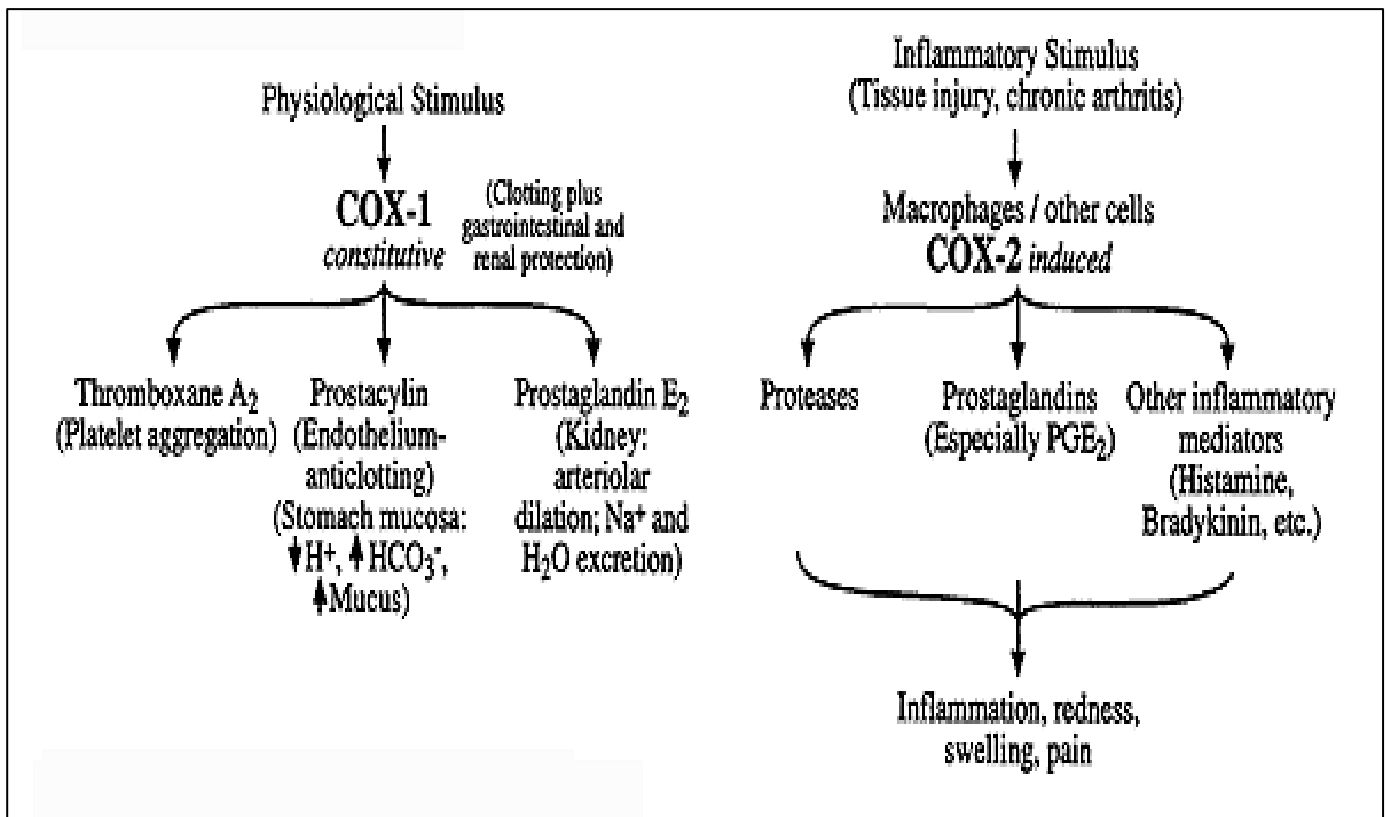 Physiological Stimulus
COX-1
constitutive
(Clotting plus
gastrointestinal and
renal protection)
Thromboxane A₂
(Platelet aggregation)
Prostacylin
(Endothelium-
anticlotting)
(Stomach mucosa:
⬇H⁺, ⬆HCO₃⁻,
⬆Mucus)
Prostaglandin E₂
(Kidney:
arteriolar
dilation; Na⁺ and
H₂O excretion)
Inflammatory Stimulus
(Tissue injury, chronic arthritis)
Macrophages / other cells
COX-2 induced
Proteases
Prostaglandins
(Especially PGE₂)
Other inflammatory
mediators
(Histamine,
Bradykinin, etc.)
Inflammation, redness,
swelling, pain